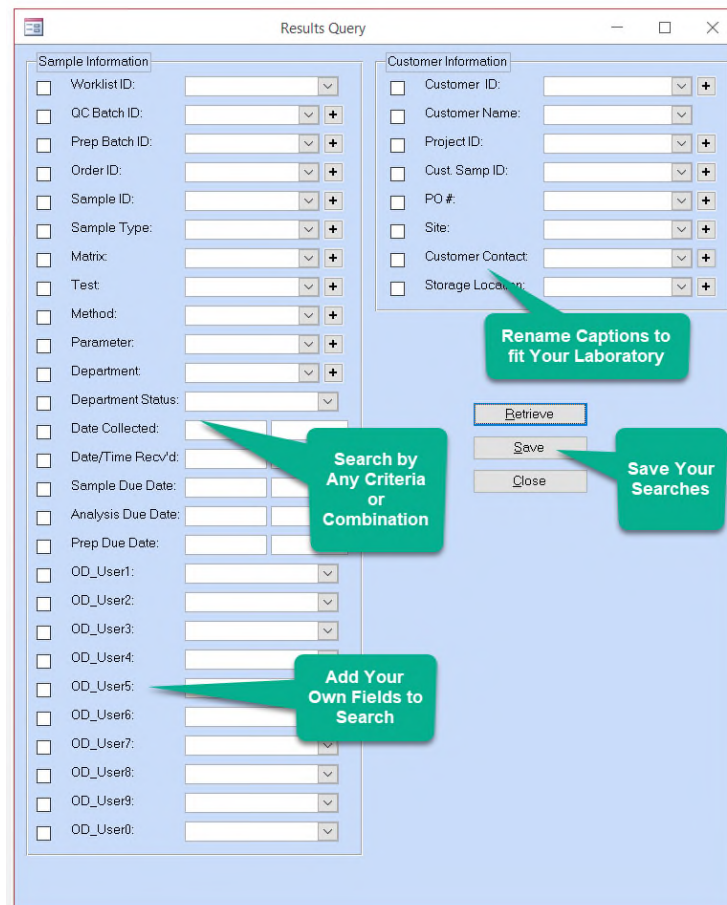 Results Query
Sample Information
Worklist ID:
QC Batch ID:
Prep Batch ID:
Order ID:
Sample ID:
Sample Type:
Matrix:
Test:
Method:
Parameter:
Department:
Department Status:
Date Collected:
Date/Time Recv'd:
Sample Due Date:
Analysis Due Date:
Prep Due Date:
OD_User1:
OD_User2:
OD_User3:
OD_User4:
OD_User5:
OD_User6:
OD_User7:
OD_User8:
OD_User9:
OD_User0:
Search by
Any Criteria
or
Combination
Add Your
Own Fields to
Search
Customer Information
Customer ID:
Customer Name:
Project ID:
Cust. Samp ID:
PO #:
Site:
Customer Contact:
Storage Location:
Rename Captions to
fit Your Laboratory
Retrieve
Save
Close
Save Your
Searches